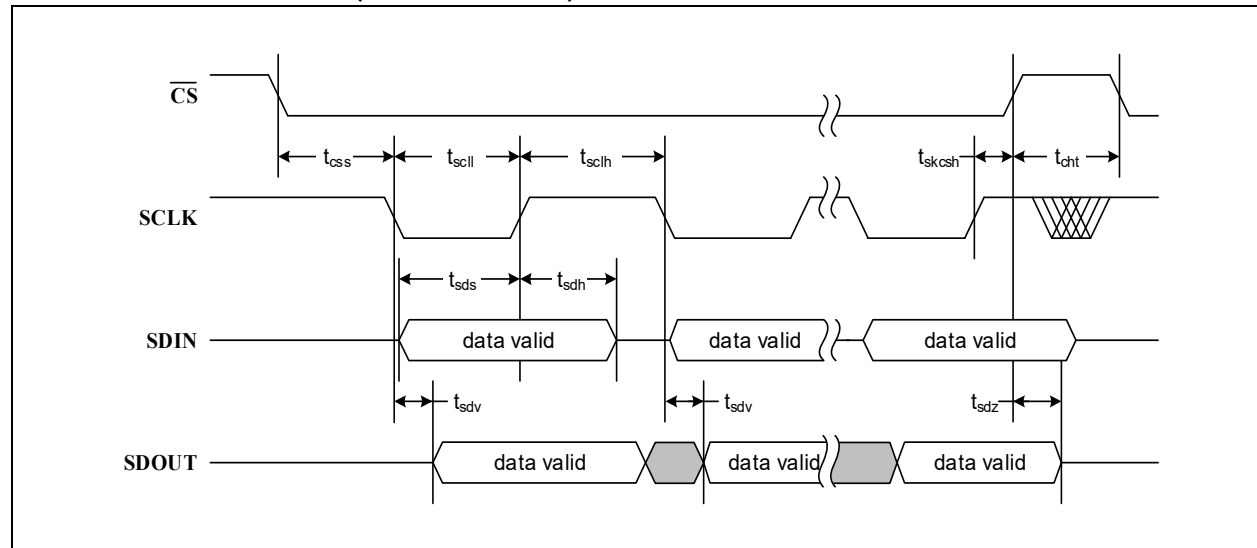 CS
t_css t_scll t_sclh t_skcsh t_cht
SCLK
t_sds t_sdh
SDIN data valid data valid data valid
t_sdv t_sdv t_sdz
SDOUT data valid data valid data valid